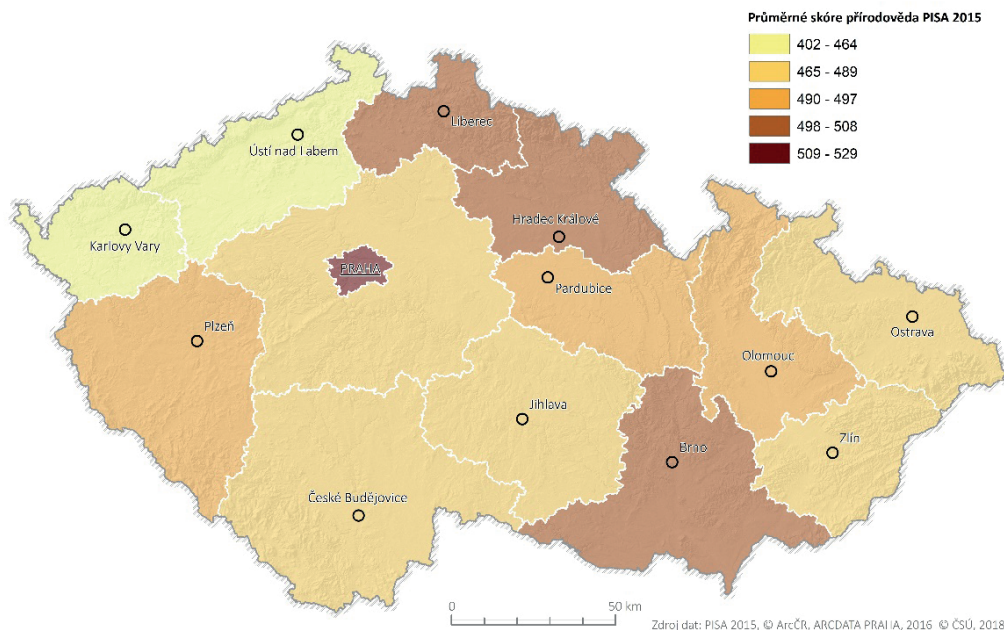 Průměrné skóre přírodověda PISA 2015
402 - 464
465 - 489
490 - 497
498 - 508
509 - 529
Liberec
Ústí nad Labem
Hradec Králové
Karlovy Vary
PRAHA
Pardubice
Plzeň
Ostrava
Olomouc
Jihlava
Zlín
Brno
České Budějovice
0 50 km
Zdroj dat: PISA 2015, © ArcČR, ARCDATA PRAHA, 2016 © ČSÚ, 2018